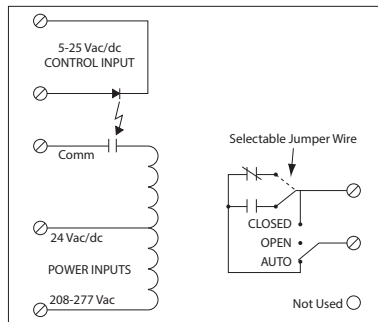 5-25 Vac/dc
CONTROL INPUT
Comm
24 Vac/dc
POWER INPUTS
208-277 Vac
Selectable Jumper Wire
CLOSED
OPEN
AUTO
Not Used